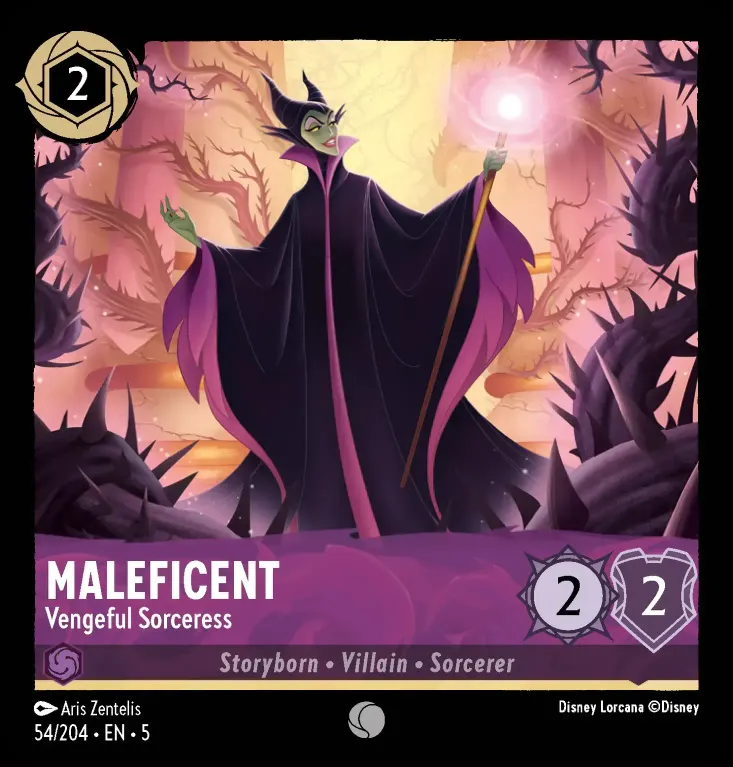 2
MALEFICENT
Vengeful Sorceress
2 2
Storyborn • Villain • Sorcerer
Aris Zentelis
Disney Lorcana ©Disney
54/204 • EN • 5